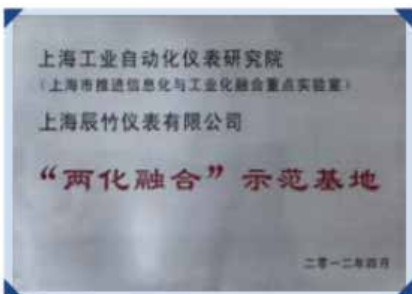 上海工业自动化仪表研究院
（上海市推进信息化与工业化融合重点实验室）
上海辰竹仪表有限公司
“两化融合”示范基地
二零一二年四月